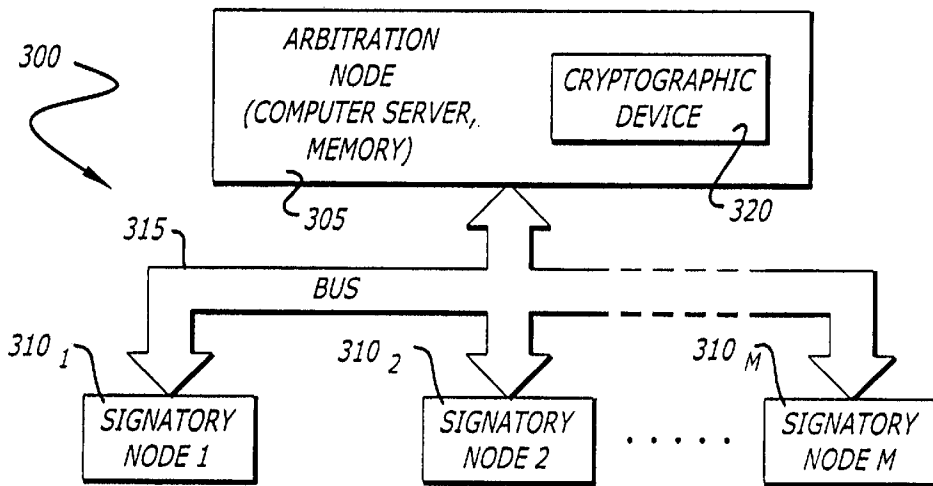 300
ARBITRATION
NODE
(COMPUTER SERVER,
MEMORY)
CRYPTOGRAPHIC
DEVICE
305
320
315
BUS
310 1
310 2
310 M
SIGNATORY
NODE 1
SIGNATORY
NODE 2
. . . . .
SIGNATORY
NODE M